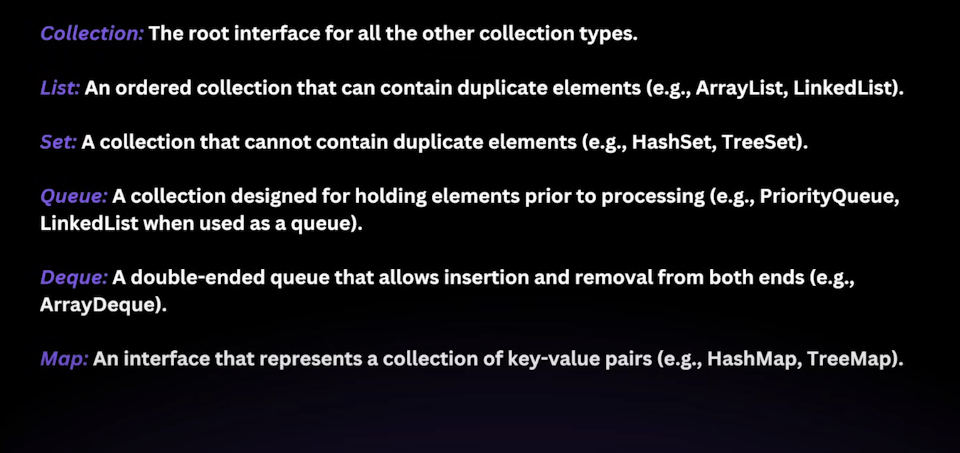 Collection: The root interface for all the other collection types.
List: An ordered collection that can contain duplicate elements (e.g., ArrayList, LinkedList).
Set: A collection that cannot contain duplicate elements (e.g., HashSet, TreeSet).
Queue: A collection designed for holding elements prior to processing (e.g., PriorityQueue,
LinkedList when used as a queue).
Deque: A double-ended queue that allows insertion and removal from both ends (e.g.,
ArrayDeque).
Map: An interface that represents a collection of key-value pairs (e.g., HashMap, TreeMap).